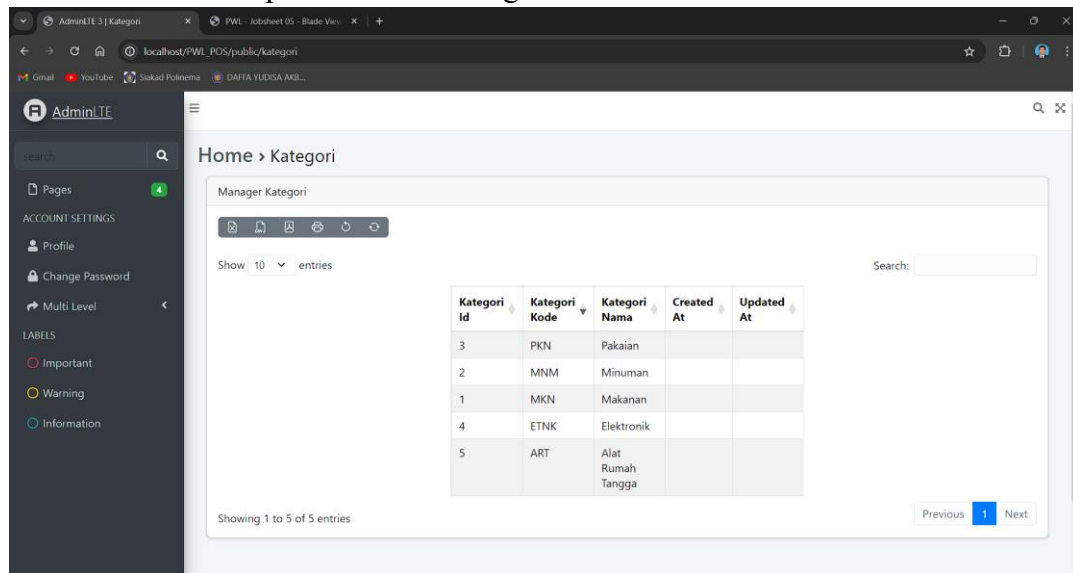 AdminLTE 3 | Kategori
PWL - Jobsheet 05 - Blade View
localhost/PWL_POS/public/kategori
Gmail YouTube Siakad Polinema DAFFA YUDISA AKB...
AdminLTE
search
Home › Kategori
Pages 4
Manager Kategori
ACCOUNT SETTINGS
Profile
Change Password
Show 10 entries Search:
Multi Level
LABELS
Important
Warning
Information
Kategori Id Kategori Kode Kategori Nama Created At Updated At
3 PKN Pakaian
2 MNM Minuman
1 MKN Makanan
4 ETNK Elektronik
5 ART Alat Rumah Tangga
Showing 1 to 5 of 5 entries Previous 1 Next